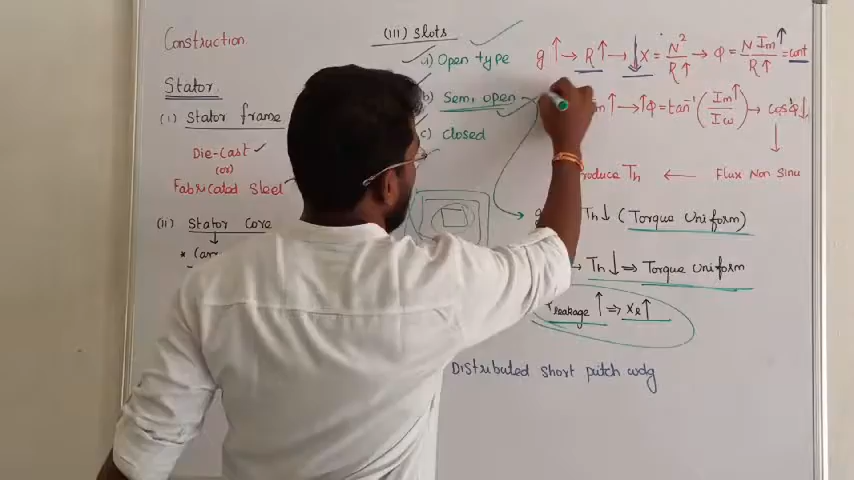 Construction
Stator
(i) Stator frame
Die-Cast ✓
(or)
Fabricated Steel
(ii) Stator Core
(iii) slots
a) Open type
b) Semi open
c) Closed
g ↑ → R ↑ → ↓ X = N² / R↑ → Φ = N Im↑ / R↑ = cont
↑ → ↑Φ = tan⁻¹ (Im↑ / Iω) → cosΦ↓
Th ← Flux Non Sinu
Th↓ (Torque Uniform)
Th↓ ⇒ Torque Uniform
leakage ↑ ⇒ XR↑
Distributed short pitch wdg